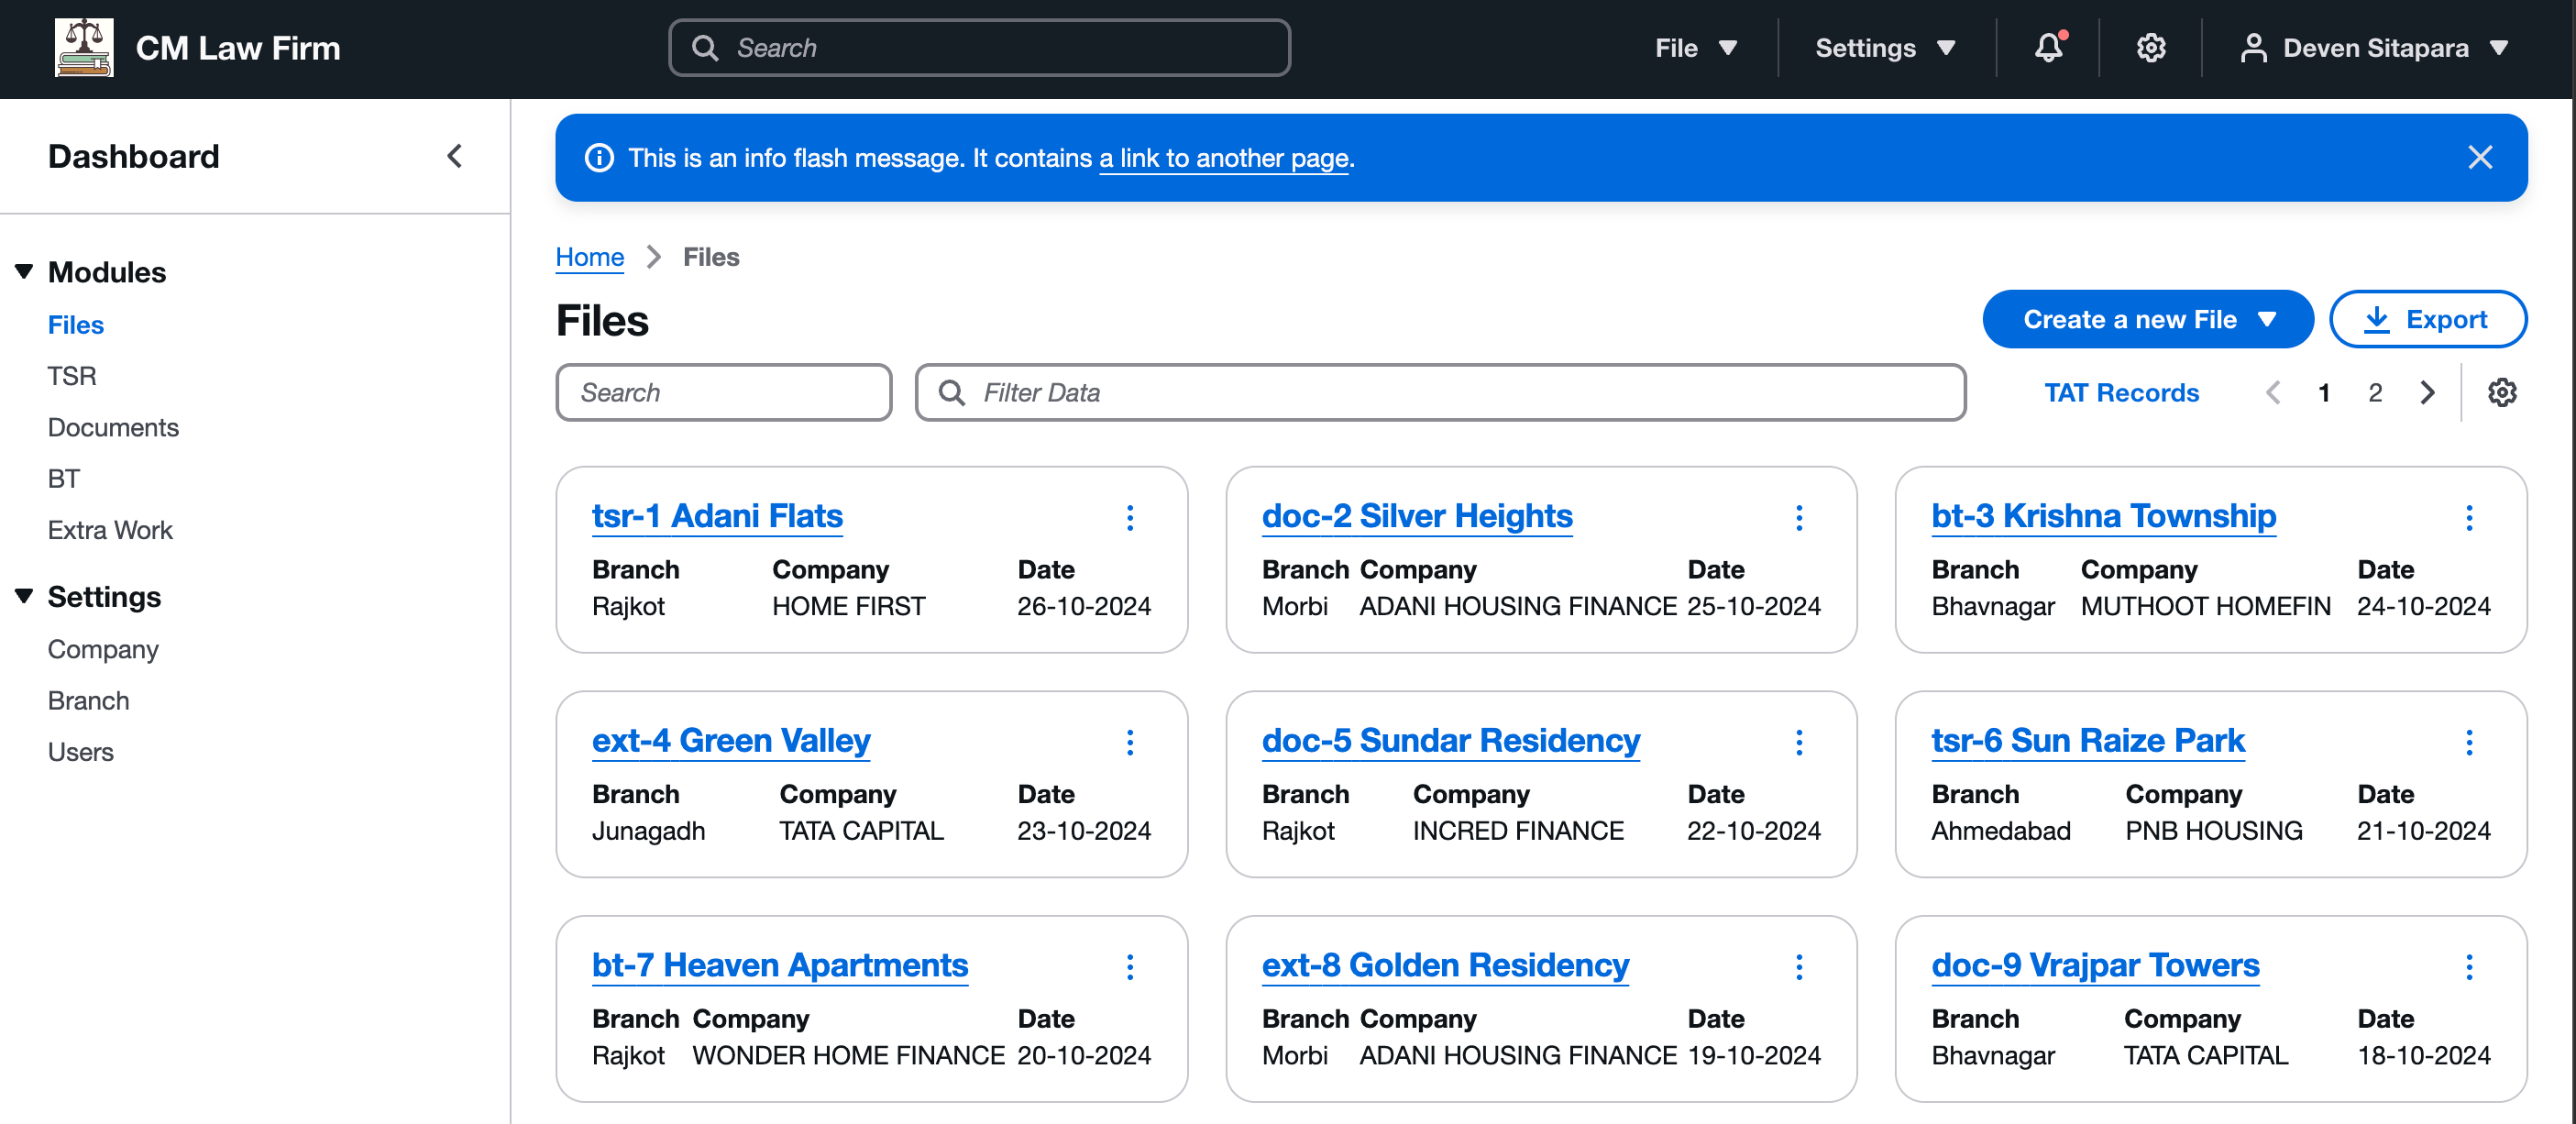 CM Law Firm
Search
File
Settings
Deven Sitapara
Dashboard
Modules
Files
TSR
Documents
BT
Extra Work
Settings
Company
Branch
Users
This is an info flash message. It contains a link to another page.
Home > Files
Files
Create a new File
Export
Search
Filter Data
TAT Records
1 2
tsr-1 Adani Flats
Branch Company Date
Rajkot HOME FIRST 26-10-2024
doc-2 Silver Heights
Branch Company Date
Morbi ADANI HOUSING FINANCE 25-10-2024
bt-3 Krishna Township
Branch Company Date
Bhavnagar MUTHOOT HOMEFIN 24-10-2024
ext-4 Green Valley
Branch Company Date
Junagadh TATA CAPITAL 23-10-2024
doc-5 Sundar Residency
Branch Company Date
Rajkot INCRED FINANCE 22-10-2024
tsr-6 Sun Raize Park
Branch Company Date
Ahmedabad PNB HOUSING 21-10-2024
bt-7 Heaven Apartments
Branch Company Date
Rajkot WONDER HOME FINANCE 20-10-2024
ext-8 Golden Residency
Branch Company Date
Morbi ADANI HOUSING FINANCE 19-10-2024
doc-9 Vrajpar Towers
Branch Company Date
Bhavnagar TATA CAPITAL 18-10-2024